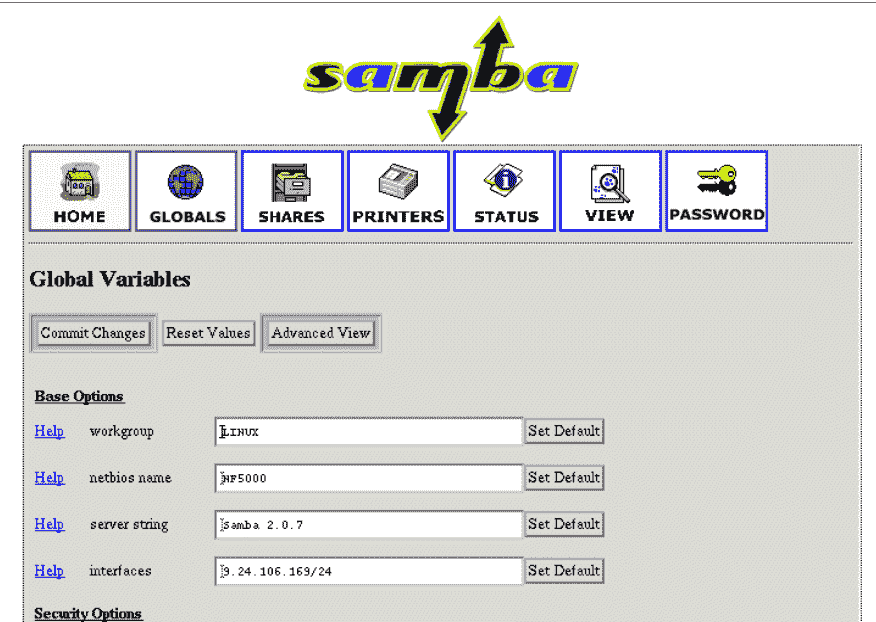 samba
HOME GLOBALS SHARES PRINTERS STATUS VIEW PASSWORD
Global Variables
Commit Changes Reset Values Advanced View
Base Options
Help workgroup LINUX Set Default
Help netbios name NF5000 Set Default
Help server string Samba 2.0.7 Set Default
Help interfaces 9.24.106.169/24 Set Default
Security Options